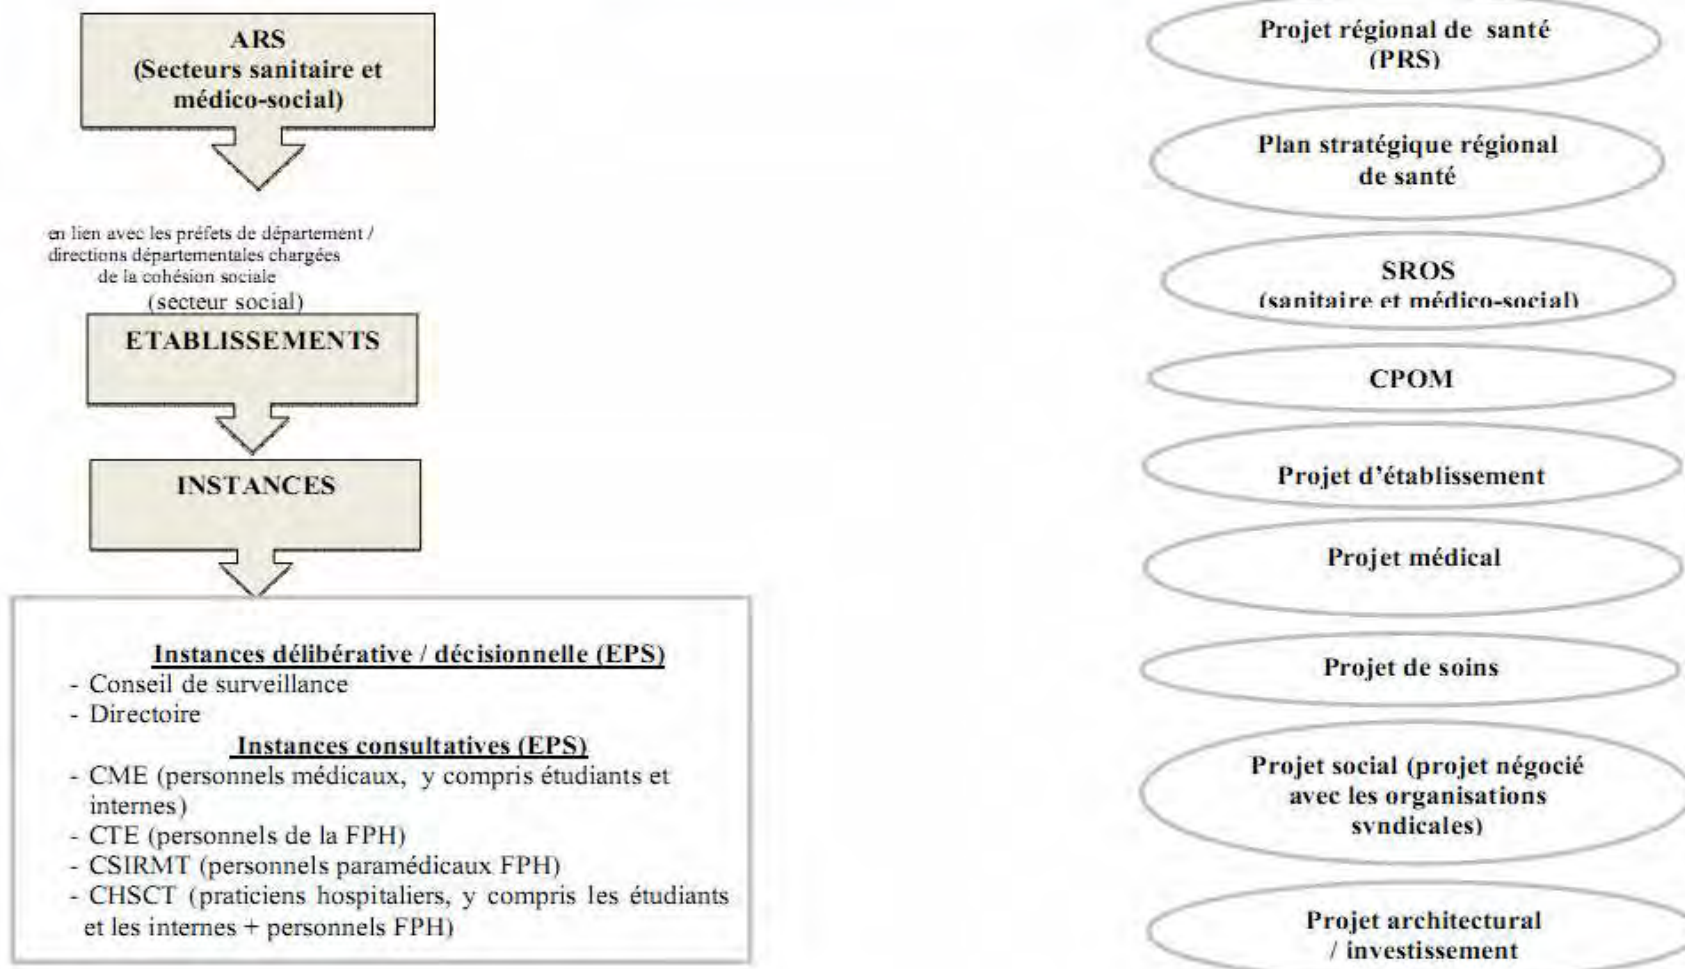 ARS
(Secteurs sanitaire et
médico-social)
en lien avec les préfets de département /
directions départementales chargées
de la cohésion sociale
(secteur social)
ETABLISSEMENTS
INSTANCES
Instances délibérative / décisionnelle (EPS)
- Conseil de surveillance
- Directoire
Instances consultatives (EPS)
- CME (personnels médicaux, y compris étudiants et
internes)
- CTE (personnels de la FPH)
- CSIRMT (personnels paramédicaux FPH)
- CHSCT (praticiens hospitaliers, y compris les étudiants
et les internes + personnels FPH)
Projet régional de santé
(PRS)
Plan stratégique régional
de santé
SROS
(sanitaire et médico-social)
CPOM
Projet d'établissement
Projet médical
Projet de soins
Projet social (projet négocié
avec les organisations
syndicales)
Projet architectural
/ investissement